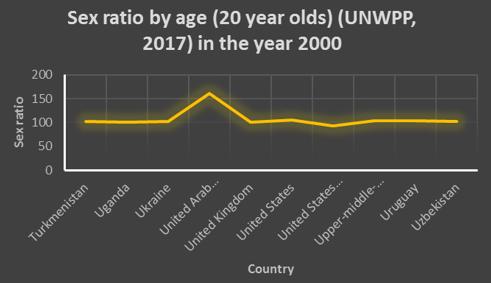 Sex ratio by age (20 year olds) (UNWPP,
2017) in the year 2000
200
150
100
50
0
Sex ratio
Turkmenistan
Uganda
Ukraine
United Arab...
United Kingdom
United States
United States...
Upper-middle-...
Uruguay
Uzbekistan
Country